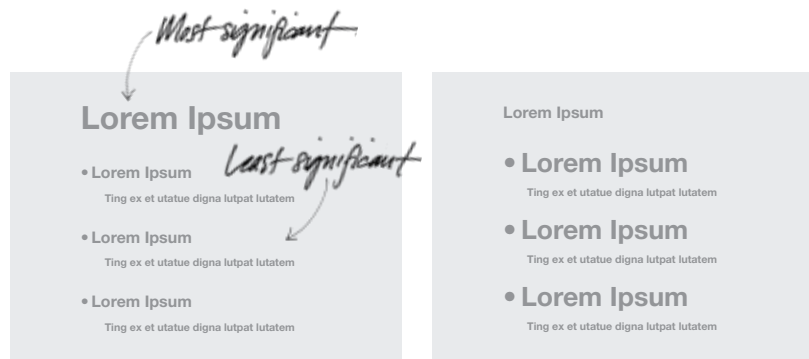 Most significant
Lorem Ipsum
• Lorem Ipsum
Least significant
Ting ex et utatue digna lutpat lutatem
• Lorem Ipsum
Ting ex et utatue digna lutpat lutatem
• Lorem Ipsum
Ting ex et utatue digna lutpat lutatem
Lorem Ipsum
• Lorem Ipsum
Ting ex et utatue digna lutpat lutatem
• Lorem Ipsum
Ting ex et utatue digna lutpat lutatem
• Lorem Ipsum
Ting ex et utatue digna lutpat lutatem